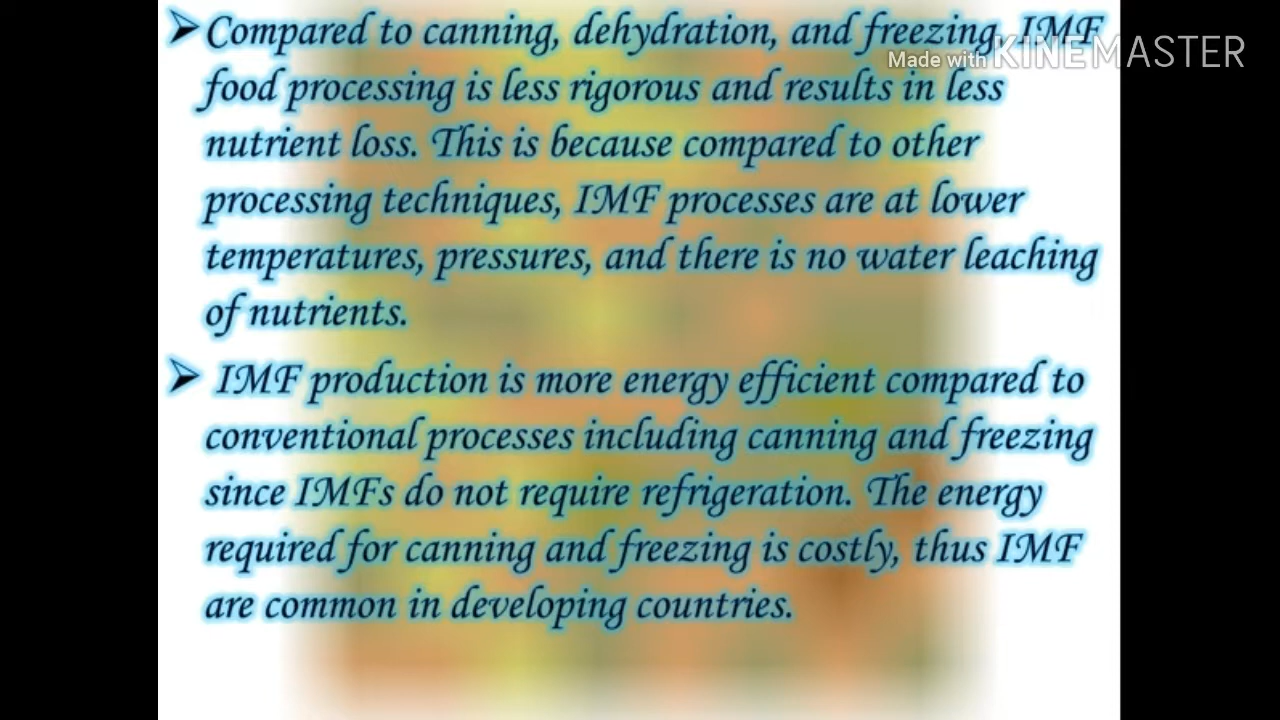 ➤Compared to canning, dehydration, and freezing, IMF
food processing is less rigorous and results in less
nutrient loss. This is because compared to other
processing techniques, IMF processes are at lower
temperatures, pressures, and there is no water leaching
of nutrients.
➤ IMF production is more energy efficient compared to
conventional processes including canning and freezing
since IMFs do not require refrigeration. The energy
required for canning and freezing is costly, thus IMF
are common in developing countries.
Made with KINEMASTER